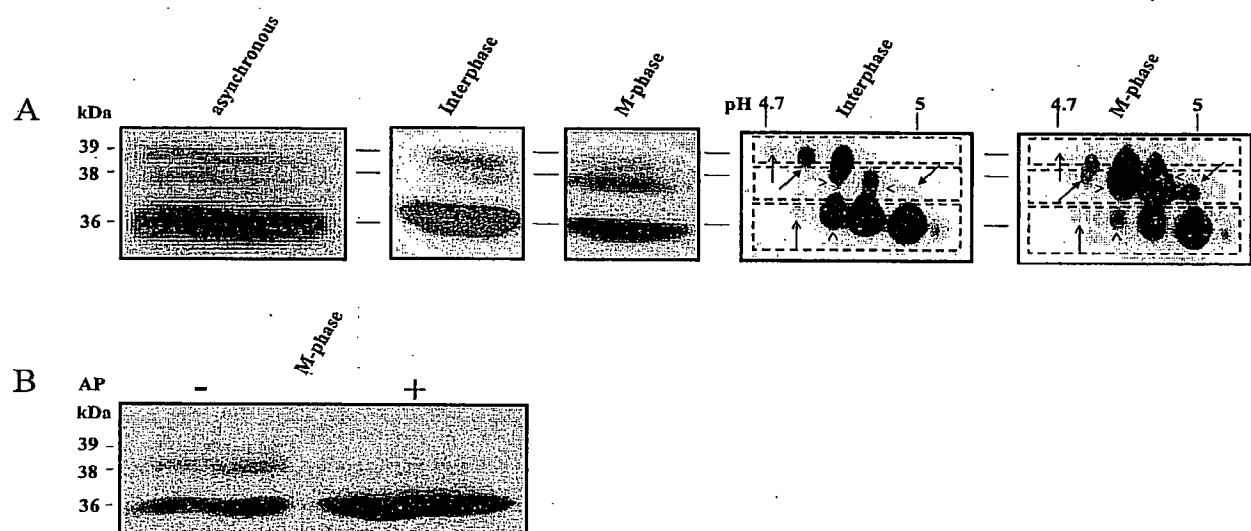 A
kDa
asynchronous
Interphase
M-phase
pH 4.7
Interphase
5
4.7
M-phase
5
39
38
36
B
M-phase
AP
-
+
kDa
39
38
36